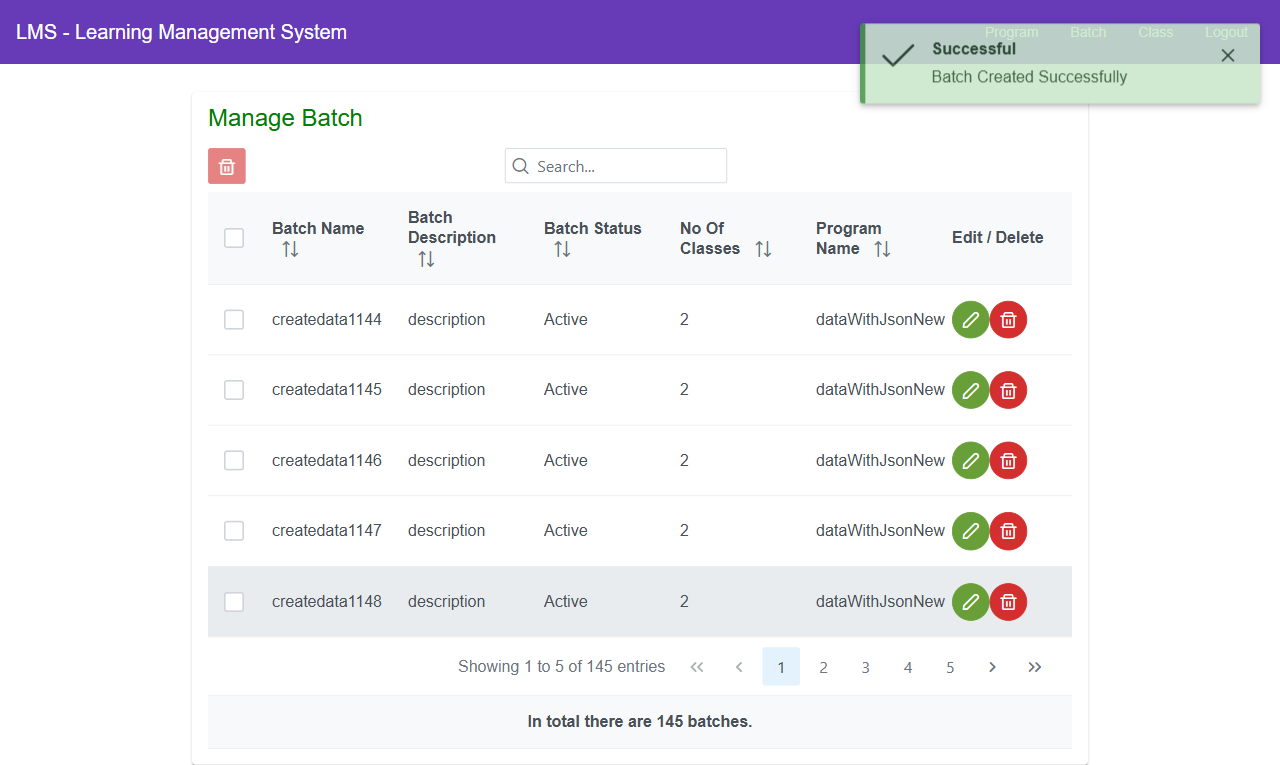 LMS - Learning Management System
Program Batch Class Logout
Successful
Batch Created Successfully
Manage Batch
Search...
Batch Name Batch Description Batch Status No Of Classes Program Name Edit / Delete
createdata1144 description Active 2 dataWithJsonNew
createdata1145 description Active 2 dataWithJsonNew
createdata1146 description Active 2 dataWithJsonNew
createdata1147 description Active 2 dataWithJsonNew
createdata1148 description Active 2 dataWithJsonNew
Showing 1 to 5 of 145 entries « ‹ 1 2 3 4 5 › »
In total there are 145 batches.